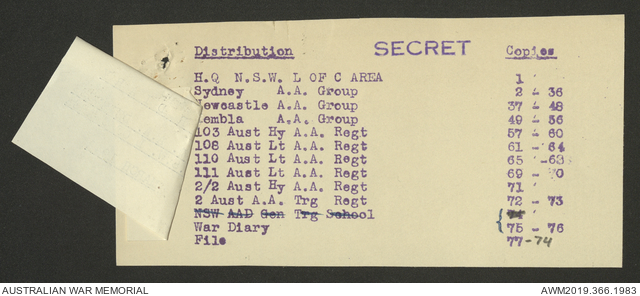 Distribution SECRET Copies
H.Q N.S.W. L OF C AREA 1
Sydney A.A. Group 2 - 36
Newcastle A.A. Group 37 - 48
Kembla A.A. Group 49 - 56
103 Aust Hy A.A. Regt 57 - 60
108 Aust Lt A.A. Regt 61 - 64
110 Aust Lt A.A. Regt 65 -68
111 Aust Lt A.A. Regt 69 - 70
2/2 Aust Hy A.A. Regt 71
2 Aust A.A. Trg Regt 72 - 73
NSW AAD Gen Trg School
War Diary 75 - 76
File 77-74
AUSTRALIAN WAR MEMORIAL AWM2019.366.1983